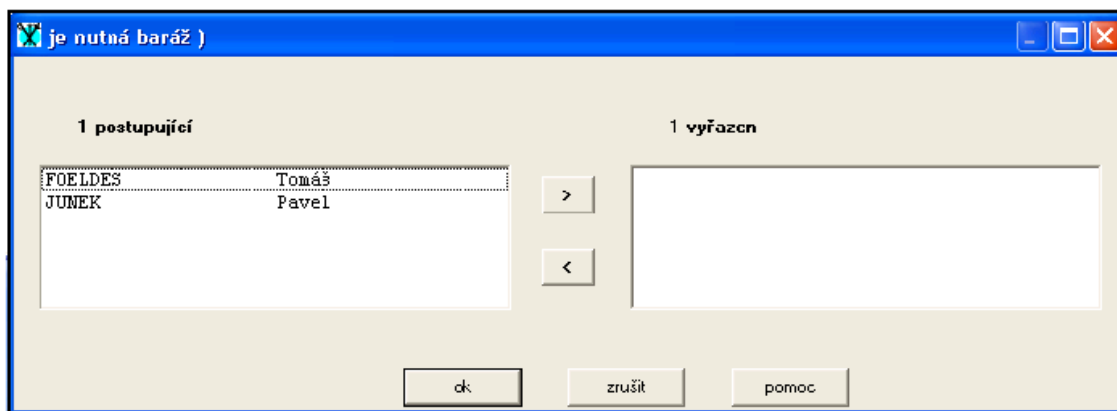 je nutná baráž )
1 postupující
1 vyřazen
FOELDES Tomáš
JUNEK Pavel
>
<
ok
zrušit
pomoc